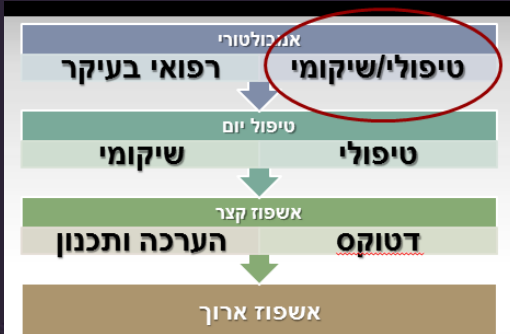 אמבולטורי
טיפולי/שיקומי רפואי בעיקר
טיפול יום
טיפולי שיקומי
אשפוז קצר
דטוקס הערכה ותכנון
אשפוז ארוך